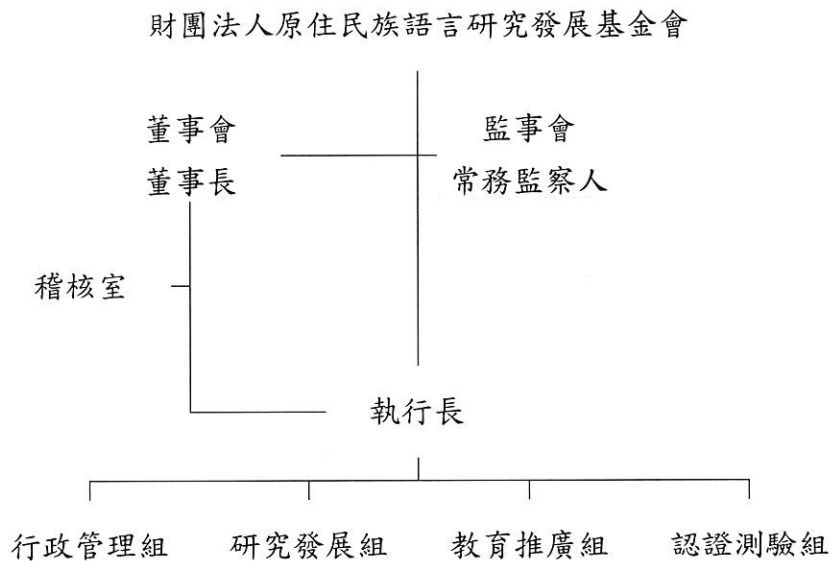 財團法人原住民族語言研究發展基金會
董事會
董事長
監事會
常務監察人
稽核室
執行長
行政管理組
研究發展組
教育推廣組
認證測驗組